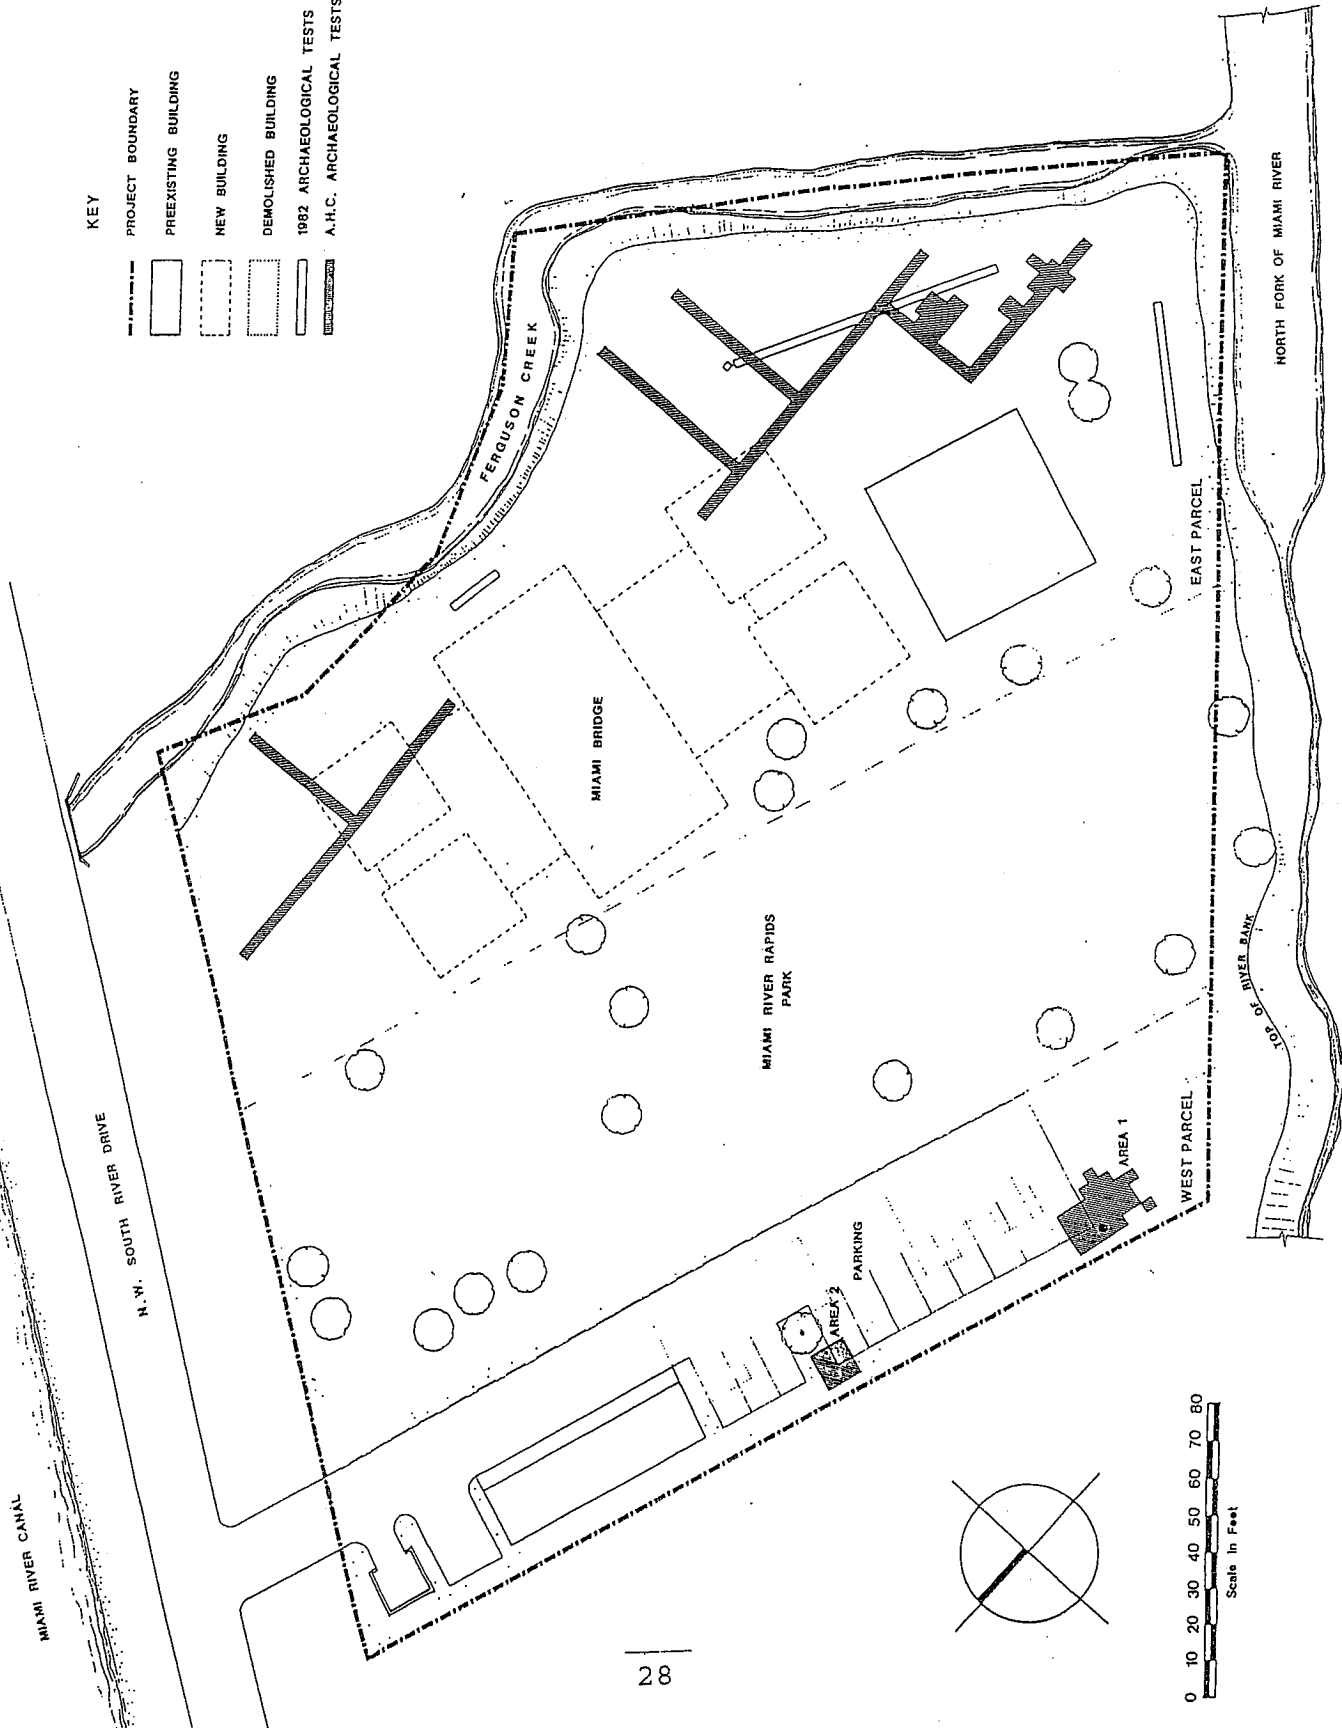 KEY
PROJECT BOUNDARY
PREEXISTING BUILDING
NEW BUILDING
DEMOLISHED BUILDING
1982 ARCHAEOLOGICAL TESTS
A.H.C. ARCHAEOLOGICAL TESTS
MIAMI RIVER CANAL
N.W. SOUTH RIVER DRIVE
FERGUSON CREEK
MIAMI BRIDGE
MIAMI RIVER RAPIDS
PARK
EAST PARCEL
NORTH FORK OF MIAMI RIVER
TOP OF RIVER BANK
WEST PARCEL
AREA 1
PARKING
AREA 2
0 10 20 30 40 50 60 70 80
Scale In Feet
28